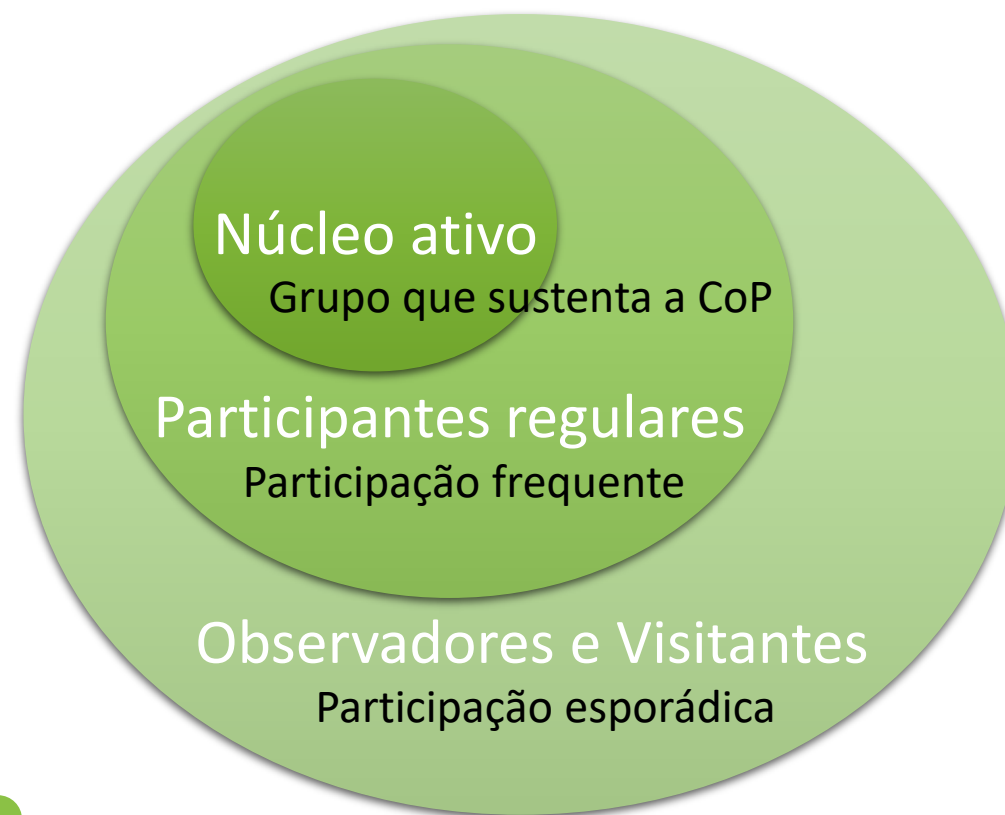 Núcleo ativo
Grupo que sustenta a CoP
Participantes regulares
Participação frequente
Observadores e Visitantes
Participação esporádica